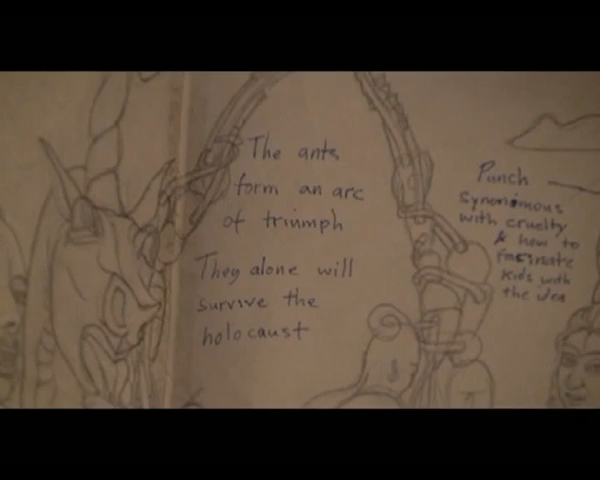 The ants
form an arc
of triumph
They alone will
survive the
holocaust
Punch
synonimous
with cruelty
& how to
fascinate
kids with
the idea